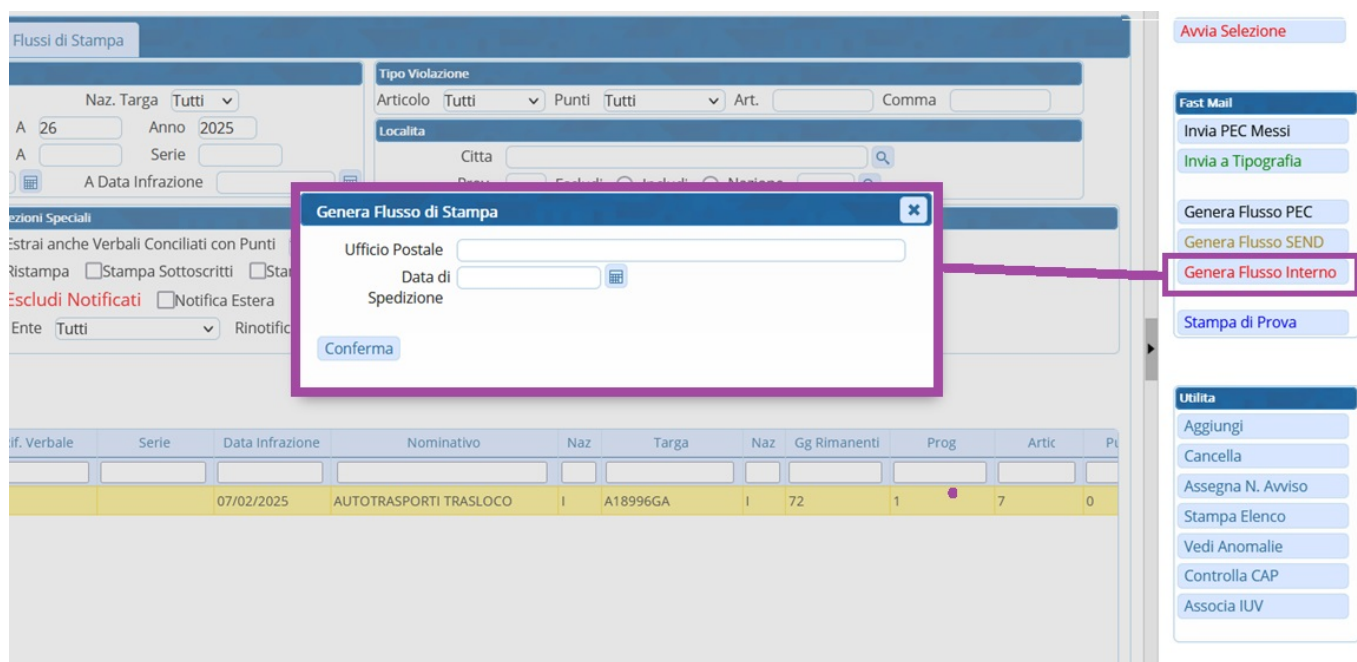 Flussi di Stampa
Naz. Targa Tutti
A 26 Anno 2025
A Serie
A Data Infrazione
Tipo Violazione
Articolo Tutti Punti Tutti Art. Comma
Localita
Citta
Escludi Includi Nazione
ezioni Speciali
Estrai anche Verbali Conciliati con Punti
Ristampa Stampa Sottoscritti
Escludi Notificati Notifica Estera
Ente Tutti
Genera Flusso di Stampa
Ufficio Postale
Data di
Spedizione
Conferma
if. Verbale Serie Data Infrazione Nominativo Naz Targa Naz Gg Rimanenti Prog Artic
07/02/2025 AUTOTRASPORTI TRASLOCO I A18996GA I 72 1 7 0
Avvia Selezione
Fast Mail
Invia PEC Messi
Invia a Tipografia
Genera Flusso PEC
Genera Flusso SEND
Genera Flusso Interno
Stampa di Prova
Utilita
Aggiungi
Cancella
Assegna N. Avviso
Stampa Elenco
Vedi Anomalie
Controlla CAP
Associa IUV